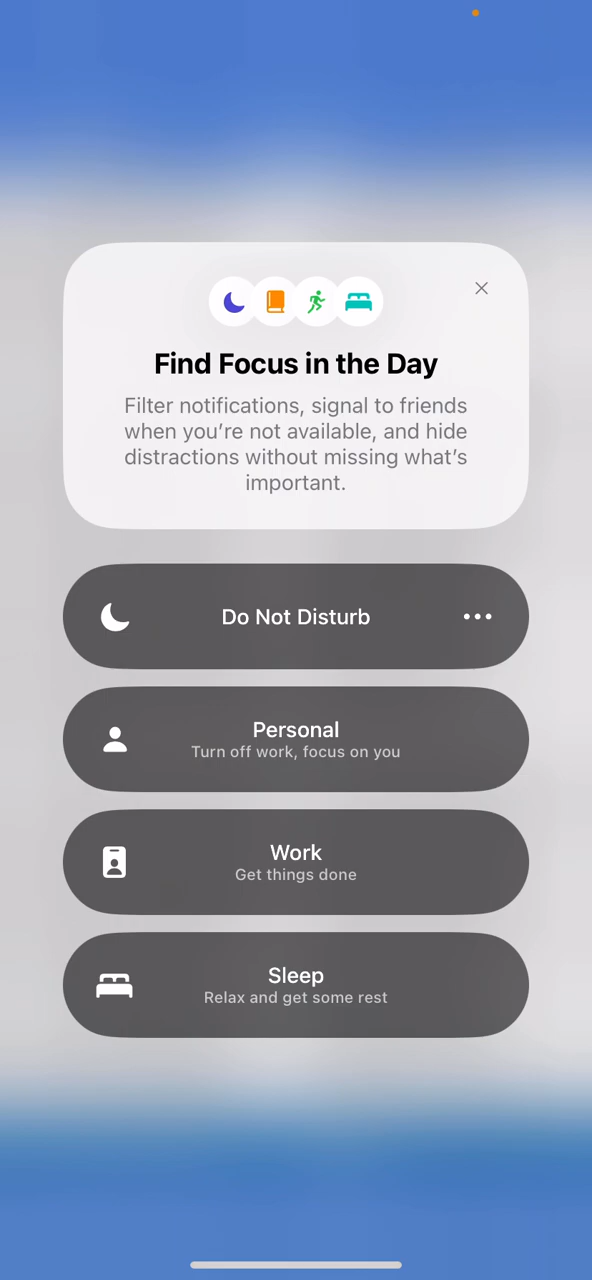 Find Focus in the Day
Filter notifications, signal to friends
when you’re not available, and hide
distractions without missing what’s
important.
Do Not Disturb
Personal
Turn off work, focus on you
Work
Get things done
Sleep
Relax and get some rest